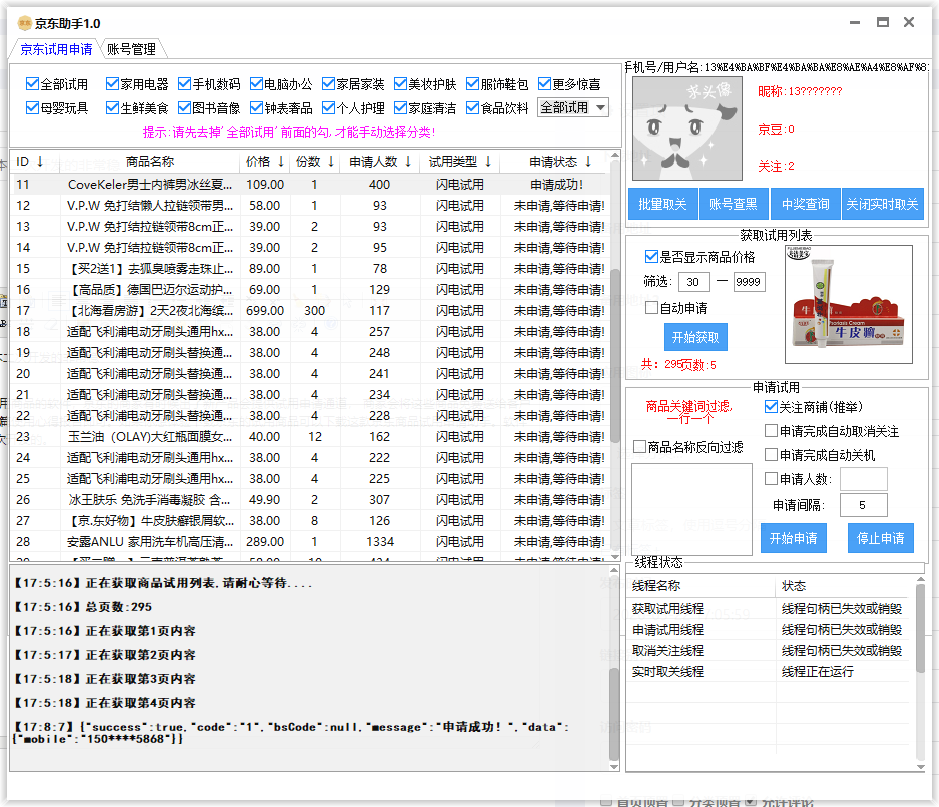 京东助手1.0
京东试用申请 账号管理
全部试用 家用电器 手机数码 电脑办公 家居家装 美妆护肤 服饰鞋包 更多惊喜
母婴玩具 生鲜美食 图书音像 钟表奢品 个人护理 家庭清洁 食品饮料 全部试用
提示:请先去掉'全部试用'前面的勾,才能手动选择分类!
ID ↓ 商品名称 价格 ↓ 份数 ↓ 申请人数 ↓ 试用类型 ↓ 申请状态 ↓
11 CoveKeler男士内裤男冰丝夏... 109.00 1 400 闪电试用 申请成功！
12 V.P.W 免打结懒人拉链领带男... 58.00 1 93 闪电试用 未申请,等待申请!
13 V.P.W 免打结拉链领带8cm正... 39.00 2 93 闪电试用 未申请,等待申请!
14 V.P.W 免打结拉链领带8cm正... 39.00 2 95 闪电试用 未申请,等待申请!
15 【买2送1】去狐臭喷雾走珠止... 89.00 1 78 闪电试用 未申请,等待申请!
16 【高品质】德国巴迈尔运动护... 69.00 1 129 闪电试用 未申请,等待申请!
17 【北海看房游】2天2夜北海缤... 699.00 300 117 闪电试用 未申请,等待申请!
18 适配飞利浦电动牙刷头通用hx... 38.00 4 257 闪电试用 未申请,等待申请!
19 适配飞利浦电动牙刷头替换通... 38.00 4 248 闪电试用 未申请,等待申请!
20 适配飞利浦电动牙刷头替换通... 38.00 4 241 闪电试用 未申请,等待申请!
21 适配飞利浦电动牙刷头替换通... 38.00 4 234 闪电试用 未申请,等待申请!
22 适配飞利浦电动牙刷头替换通... 38.00 4 228 闪电试用 未申请,等待申请!
23 玉兰油（OLAY)大红瓶面膜女... 40.00 12 162 闪电试用 未申请,等待申请!
24 适配飞利浦电动牙刷头通用hx... 38.00 4 222 闪电试用 未申请,等待申请!
25 适配飞利浦电动牙刷头通用hx... 38.00 4 225 闪电试用 未申请,等待申请!
26 冰王肤乐 免洗手消毒凝胶 含... 49.90 2 307 闪电试用 未申请,等待申请!
27 【京.东好物】牛皮肤癣银屑软... 38.00 8 126 闪电试用 未申请,等待申请!
28 安露ANLU 家用洗车机高压清... 289.00 1 1334 闪电试用 未申请,等待申请!
【17:5:16】正在获取商品试用列表,请耐心等待....
【17:5:16】总页数:295
【17:5:16】正在获取第1页内容
【17:5:17】正在获取第2页内容
【17:5:18】正在获取第3页内容
【17:5:18】正在获取第4页内容
【17:8:7】{"success":true,"code":"1","bsCode":null,"message":"申请成功！","data":
{"mobile":"150****5868"}}
手机号/用户名:13%E4%BA%BF%E4%BA%BA%E8%AE%A4%E8%AF%8:
昵称:13???????
京豆:0
关注:2
批量取关 账号查黑 中奖查询 关闭实时取关
获取试用列表
是否显示商品价格
筛选: 30 — 9999
自动申请
开始获取
共: 295页数:5
Psoriasis Cream
牛皮癣
申请试用
商品关键词过滤,
一行一个
商品名称反向过滤
关注商铺(推举)
申请完成自动取消关注
申请完成自动关机
申请人数:
申请间隔: 5
开始申请 停止申请
线程状态
线程名称 状态
获取试用线程 线程句柄已失效或销毁
申请试用线程 线程句柄已失效或销毁
取消关注线程 线程句柄已失效或销毁
实时取关线程 线程正在运行